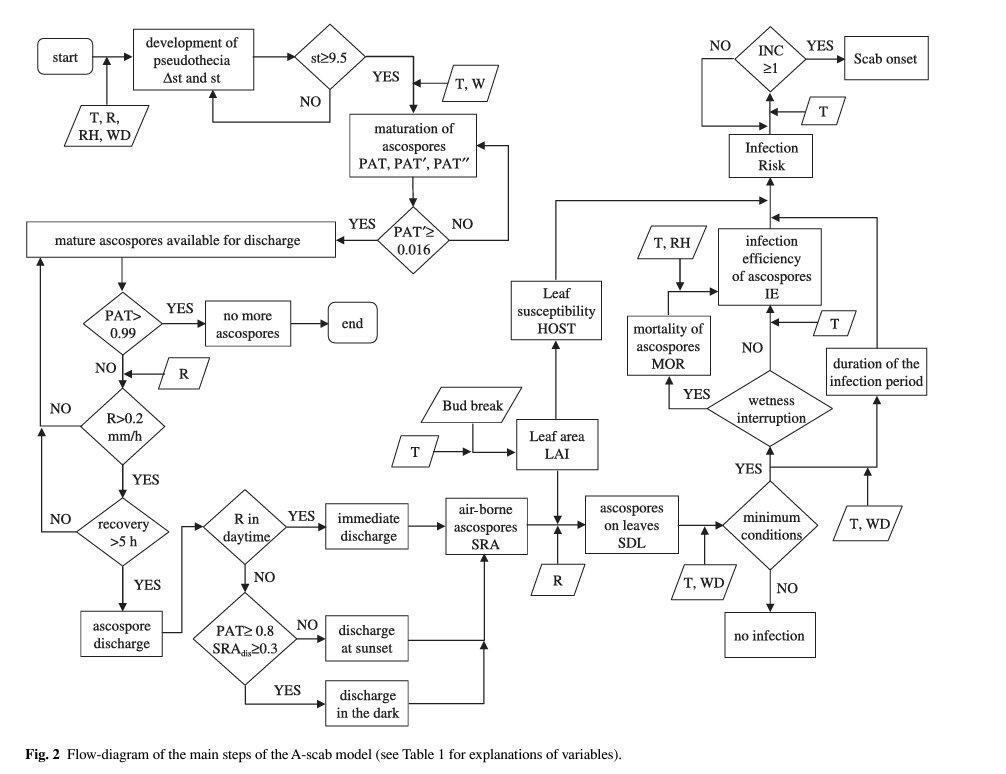 start
development of
pseudothecia
Δst and st
st≥9.5
YES
NO
T, R,
RH, WD
T, W
maturation of
ascospores
PAT, PAT′, PAT″
PAT′≥
0.016
YES
NO
mature ascospores available for discharge
PAT>
0.99
YES
no more
ascospores
end
NO
R
R>0.2
mm/h
NO
YES
recovery
>5 h
NO
YES
ascospore
discharge
R in
daytime
YES
immediate
discharge
NO
PAT≥ 0.8
SRAdis≥0.3
NO
discharge
at sunset
YES
discharge
in the dark
air-borne
ascospores
SRA
R
Bud break
T
Leaf area
LAI
Leaf
susceptibility
HOST
ascospores
on leaves
SDL
T, WD
minimum
conditions
NO
no infection
YES
T, WD
duration of the
infection period
wetness
interruption
YES
NO
mortality of
ascospores
MOR
T, RH
T
infection
efficiency
of ascospores
IE
Infection
Risk
T
INC
≥1
NO
YES
Scab onset
Fig. 2 Flow-diagram of the main steps of the A-scab model (see Table 1 for explanations of variables).